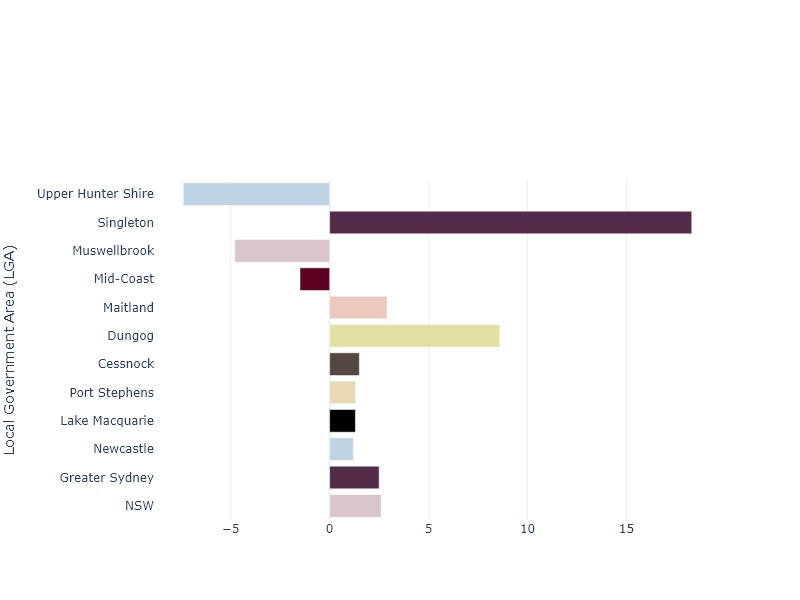 Upper Hunter Shire
Singleton
Muswellbrook
Mid-Coast
Maitland
Dungog
Cessnock
Port Stephens
Lake Macquarie
Newcastle
Greater Sydney
NSW
Local Government Area (LGA)
−5 0 5 10 15